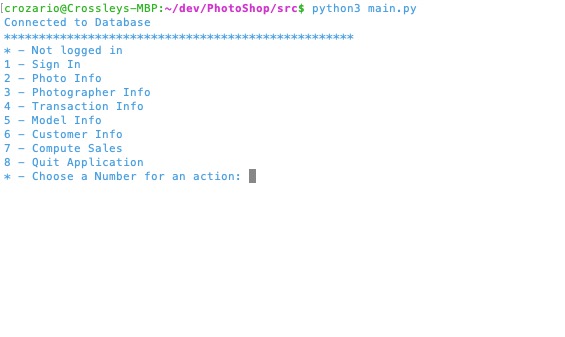 [crozario@Crossleys-MBP:~/dev/PhotoShop/src$ python3 main.py
Connected to Database
**************************************************
* - Not logged in
1 - Sign In
2 - Photo Info
3 - Photographer Info
4 - Transaction Info
5 - Model Info
6 - Customer Info
7 - Compute Sales
8 - Quit Application
* - Choose a Number for an action: